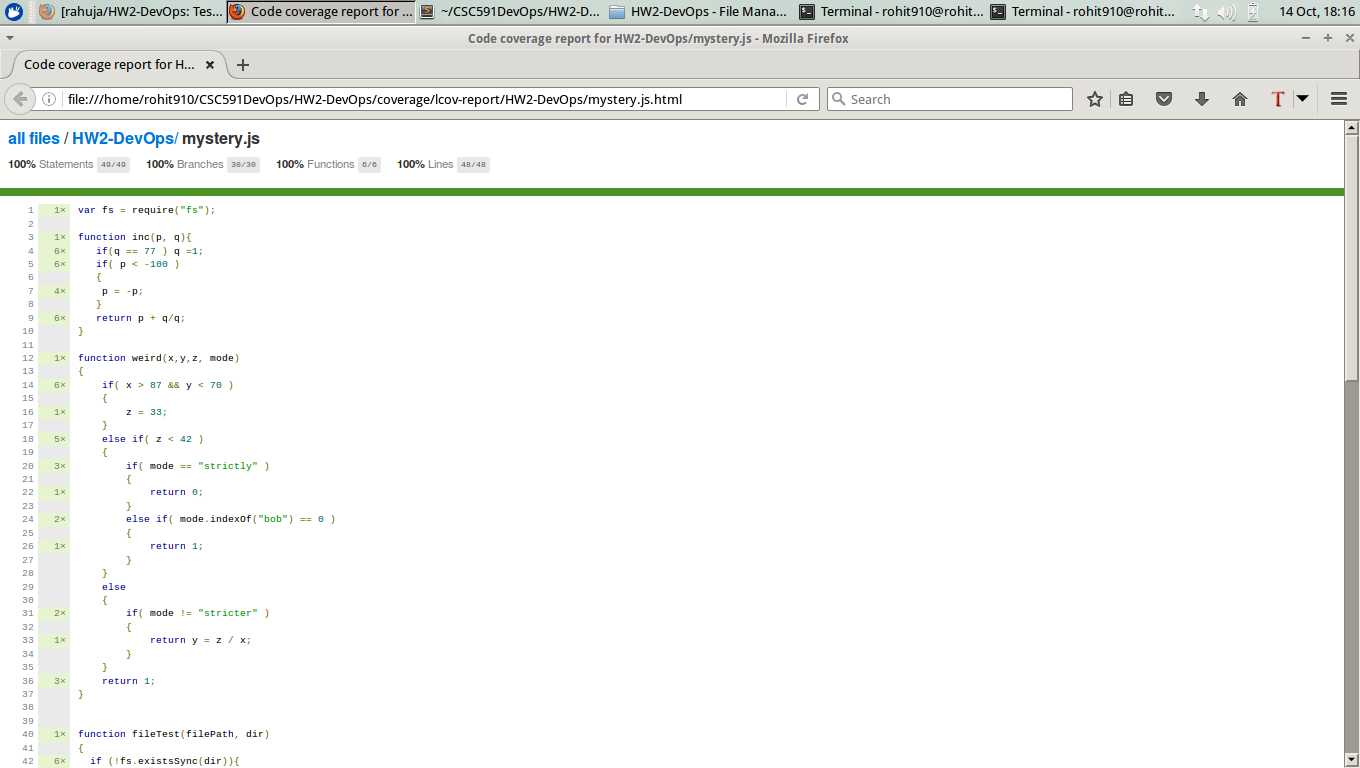 [rahuja/HW2-DevOps: Tes... Code coverage report for ... ~/CSC591DevOps/HW2-D... HW2-DevOps - File Mana... Terminal - rohit910@rohit... Terminal - rohit910@rohit... 14 Oct, 18:16
Code coverage report for HW2-DevOps/mystery.js - Mozilla Firefox
Code coverage report for H...
file:///home/rohit910/CSC591DevOps/HW2-DevOps/coverage/lcov-report/HW2-DevOps/mystery.js.html Search
all files / HW2-DevOps/ mystery.js
100% Statements 49/49 100% Branches 30/30 100% Functions 6/6 100% Lines 48/48
1 1× var fs = require("fs");
2
3 1× function inc(p, q){
4 6× if(q == 77 ) q =1;
5 6× if( p < -100 )
6 {
7 4× p = -p;
8 }
9 6× return p + q/q;
10 }
11
12 1× function weird(x,y,z, mode)
13 {
14 6× if( x > 87 && y < 70 )
15 {
16 1× z = 33;
17 }
18 5× else if( z < 42 )
19 {
20 3× if( mode == "strictly" )
21 {
22 1× return 0;
23 }
24 2× else if( mode.indexOf("bob") == 0 )
25 {
26 1× return 1;
27 }
28 }
29 else
30 {
31 2× if( mode != "stricter" )
32 {
33 1× return y = z / x;
34 }
35 }
36 3× return 1;
37 }
38
39
40 1× function fileTest(filePath, dir)
41 {
42 6× if (!fs.existsSync(dir)){